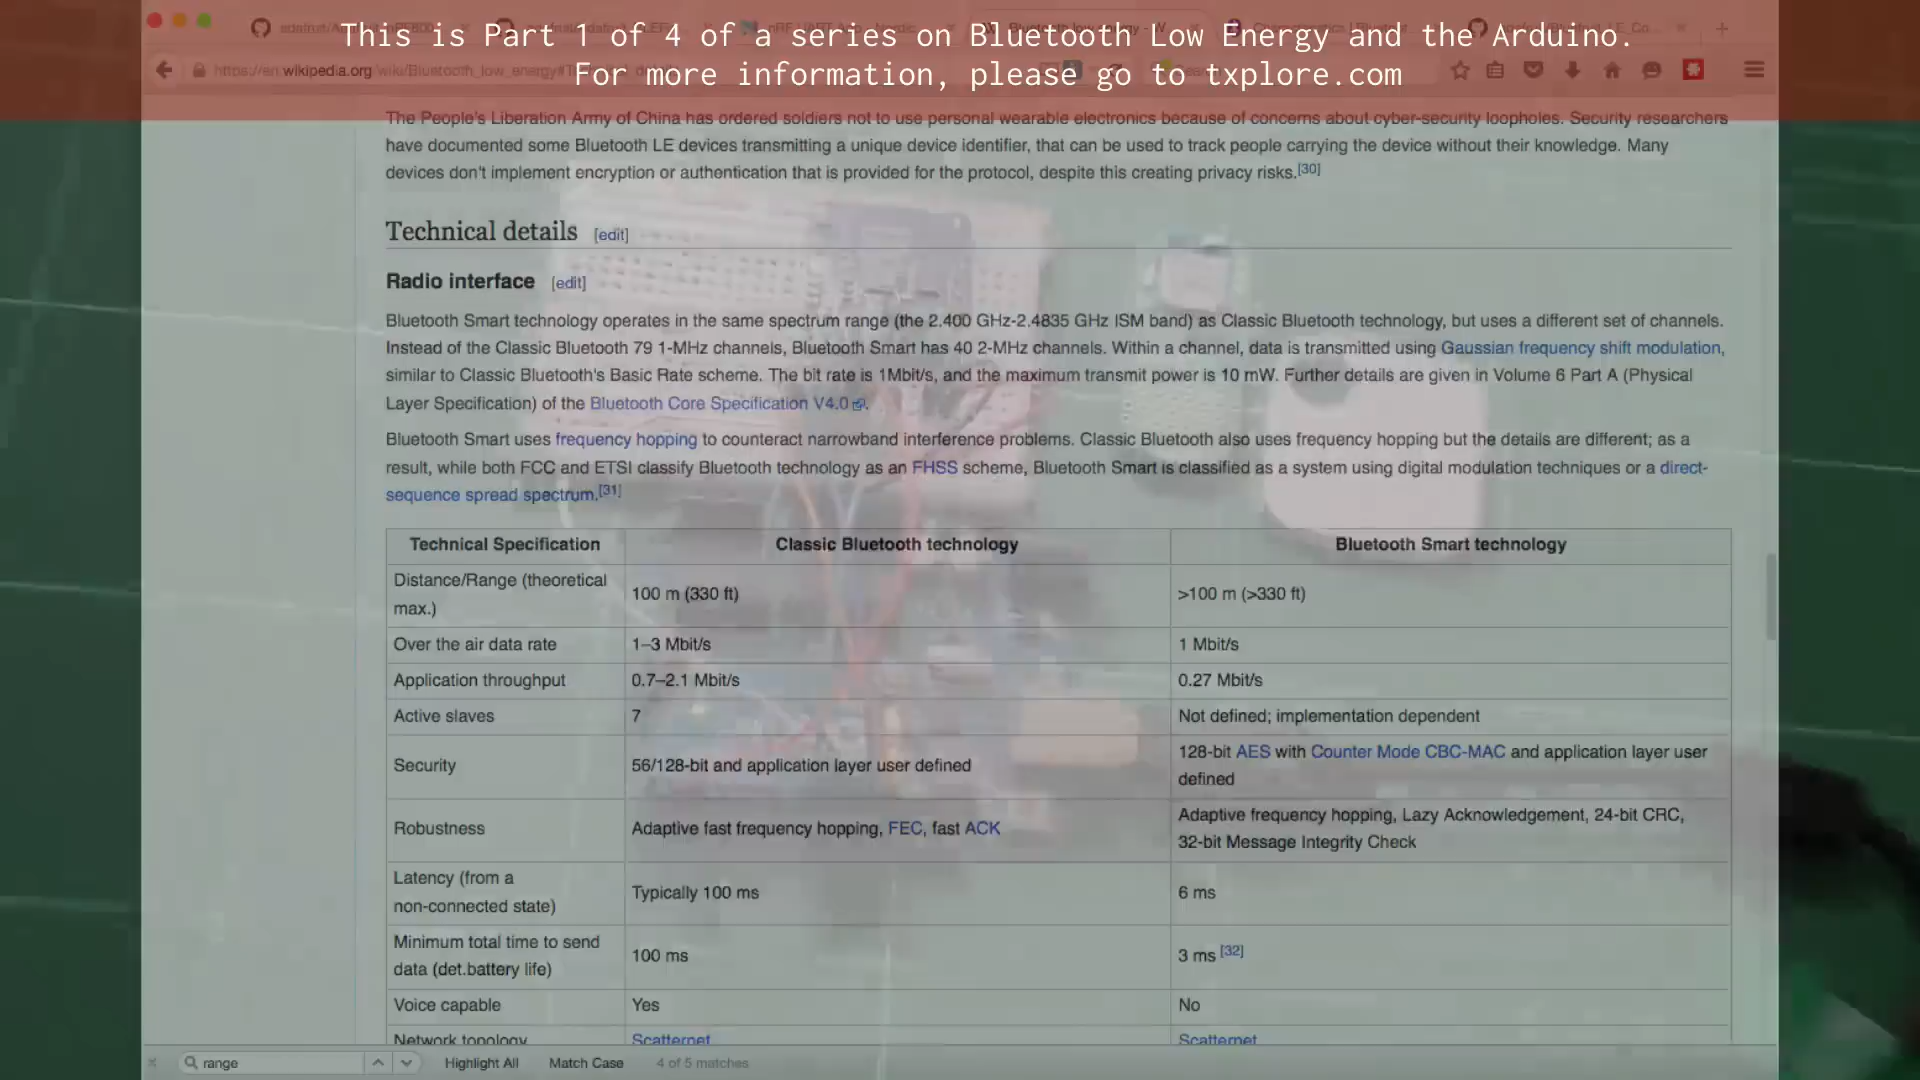 This is Part 1 of 4 of a series on Bluetooth Low Energy and the Arduino.
For more information, please go to txplore.com
https://en.wikipedia.org/wiki/Bluetooth_low_energy
The People's Liberation Army of China has ordered soldiers not to use personal wearable electronics because of concerns about cyber-security loopholes. Security researchers
have documented some Bluetooth LE devices transmitting a unique device identifier, that can be used to track people carrying the device without their knowledge. Many
devices don't implement encryption or authentication that is provided for the protocol, despite this creating privacy risks.[30]
Technical details [edit]
Radio interface [edit]
Bluetooth Smart technology operates in the same spectrum range (the 2.400 GHz-2.4835 GHz ISM band) as Classic Bluetooth technology, but uses a different set of channels.
Instead of the Classic Bluetooth 79 1-MHz channels, Bluetooth Smart has 40 2-MHz channels. Within a channel, data is transmitted using Gaussian frequency shift modulation,
similar to Classic Bluetooth's Basic Rate scheme. The bit rate is 1Mbit/s, and the maximum transmit power is 10 mW. Further details are given in Volume 6 Part A (Physical
Layer Specification) of the Bluetooth Core Specification V4.0.
Bluetooth Smart uses frequency hopping to counteract narrowband interference problems. Classic Bluetooth also uses frequency hopping but the details are different; as a
result, while both FCC and ETSI classify Bluetooth technology as an FHSS scheme, Bluetooth Smart is classified as a system using digital modulation techniques or a direct-
sequence spread spectrum.[31]
Technical Specification Classic Bluetooth technology Bluetooth Smart technology
Distance/Range (theoretical
max.) 100 m (330 ft) >100 m (>330 ft)
Over the air data rate 1–3 Mbit/s 1 Mbit/s
Application throughput 0.7–2.1 Mbit/s 0.27 Mbit/s
Active slaves 7 Not defined; implementation dependent
Security 56/128-bit and application layer user defined 128-bit AES with Counter Mode CBC-MAC and application layer user
defined
Robustness Adaptive fast frequency hopping, FEC, fast ACK Adaptive frequency hopping, Lazy Acknowledgement, 24-bit CRC,
32-bit Message Integrity Check
Latency (from a
non-connected state) Typically 100 ms 6 ms
Minimum total time to send
data (det.battery life) 100 ms 3 ms [32]
Voice capable Yes No
Network topology Scatternet Scatternet
range Highlight All Match Case 4 of 5 matches